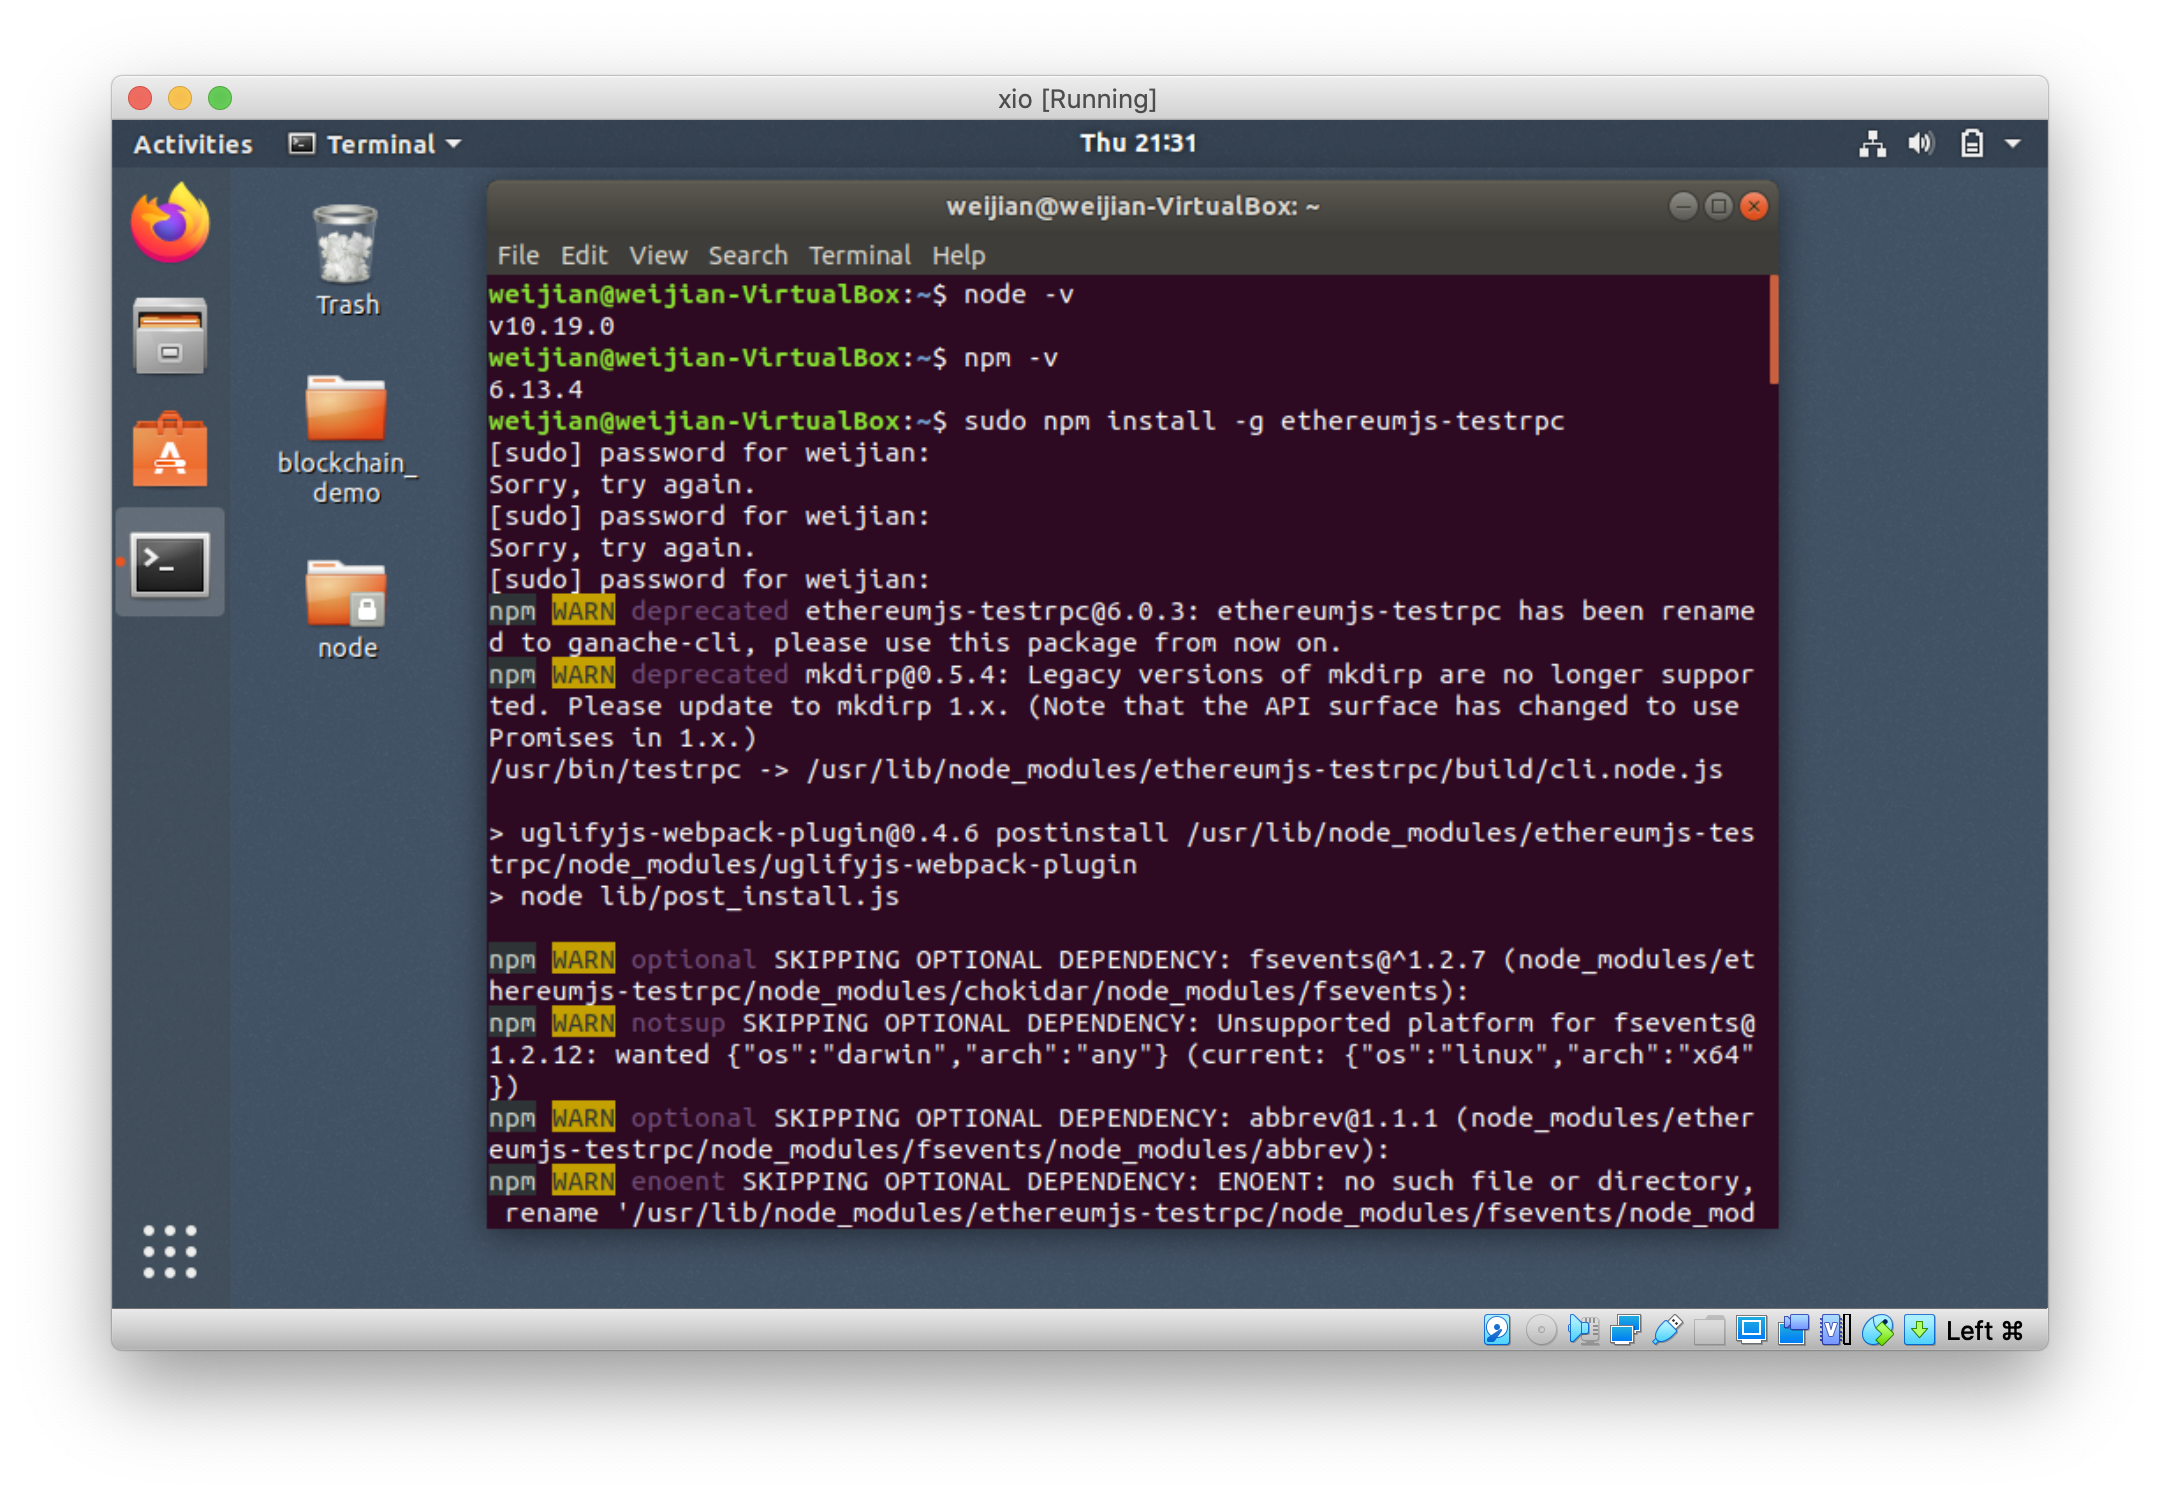 xio [Running]
Activities Terminal Thu 21:31
weijian@weijian-VirtualBox: ~
File Edit View Search Terminal Help
Trash
blockchain_
demo
node
weijian@weijian-VirtualBox:~$ node -v
v10.19.0
weijian@weijian-VirtualBox:~$ npm -v
6.13.4
weijian@weijian-VirtualBox:~$ sudo npm install -g ethereumjs-testrpc
[sudo] password for weijian:
Sorry, try again.
[sudo] password for weijian:
Sorry, try again.
[sudo] password for weijian:
npm WARN deprecated ethereumjs-testrpc@6.0.3: ethereumjs-testrpc has been rename
d to ganache-cli, please use this package from now on.
npm WARN deprecated mkdirp@0.5.4: Legacy versions of mkdirp are no longer suppor
ted. Please update to mkdirp 1.x. (Note that the API surface has changed to use
Promises in 1.x.)
/usr/bin/testrpc -> /usr/lib/node_modules/ethereumjs-testrpc/build/cli.node.js
> uglifyjs-webpack-plugin@0.4.6 postinstall /usr/lib/node_modules/ethereumjs-tes
trpc/node_modules/uglifyjs-webpack-plugin
> node lib/post_install.js
npm WARN optional SKIPPING OPTIONAL DEPENDENCY: fsevents@^1.2.7 (node_modules/et
hereumjs-testrpc/node_modules/chokidar/node_modules/fsevents):
npm WARN notsup SKIPPING OPTIONAL DEPENDENCY: Unsupported platform for fsevents@
1.2.12: wanted {"os":"darwin","arch":"any"} (current: {"os":"linux","arch":"x64"
})
npm WARN optional SKIPPING OPTIONAL DEPENDENCY: abbrev@1.1.1 (node_modules/ether
eumjs-testrpc/node_modules/fsevents/node_modules/abbrev):
npm WARN enoent SKIPPING OPTIONAL DEPENDENCY: ENOENT: no such file or directory,
rename '/usr/lib/node_modules/ethereumjs-testrpc/node_modules/fsevents/node_mod
Left ⌘